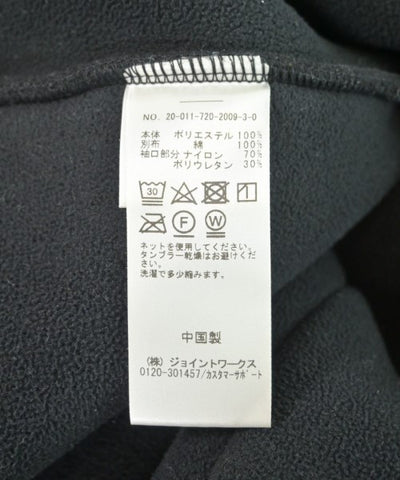 NO. 20-011-720-2009-3-0
本体 ポリエステル 100%
別布 綿 100%
袖口部分 ナイロン 70%
ポリウレタン 30%
30
F W
ネットを使用してください。
タンブラー乾燥はお避けくださ
い。
洗濯で多少縮みます。
中国製
(株) ジョイントワークス
0120-301457/カスタマーサポート